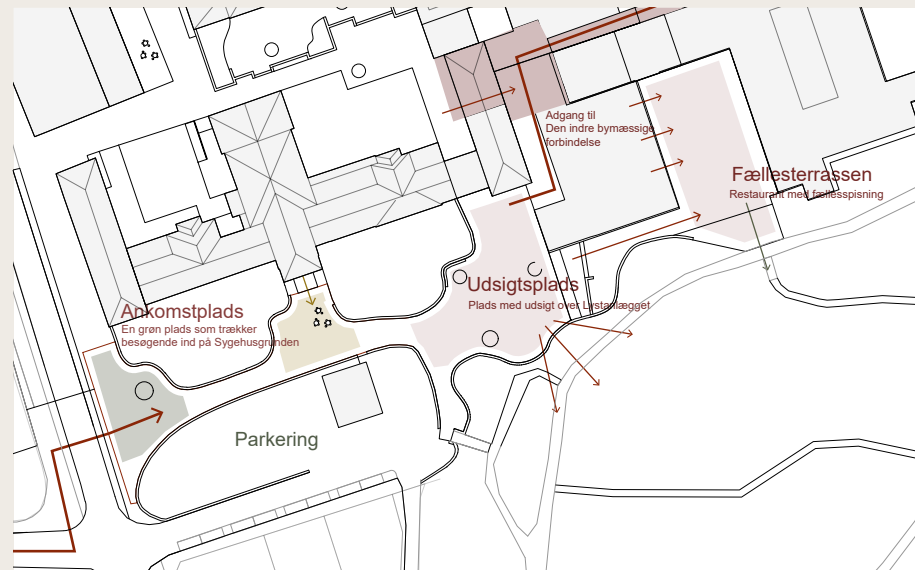 Adgang til
Den indre bymæssige
forbindelse
Fællesterrassen
Restaurant med fællesspisning
Udsigtsplads
Plads med udsigt over Lystanlægget
Ankomstplads
En grøn plads som trækker
besøgende ind på Sygehusgrunden
Parkering